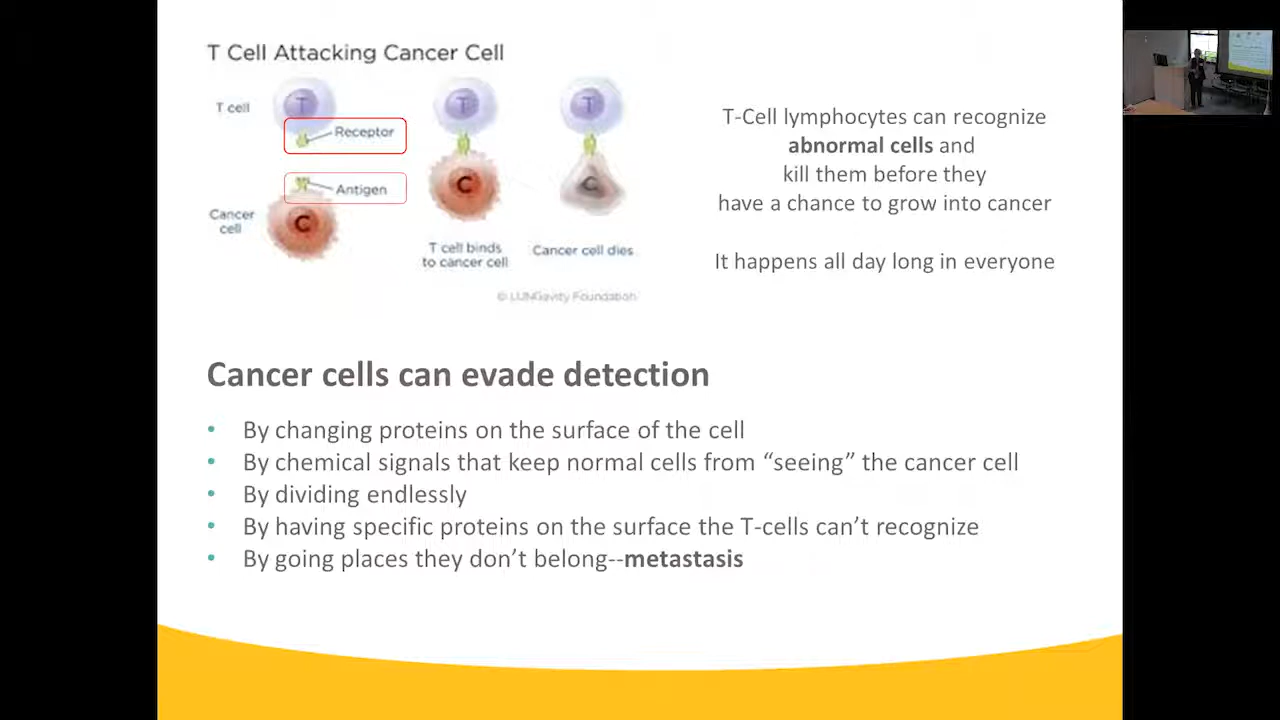 T Cell Attacking Cancer Cell
T cell
T
Receptor
Antigen
Cancer
cell
C
T
C
T cell binds
to cancer cell
T
C
Cancer cell dies
© LUNGevity Foundation
T-Cell lymphocytes can recognize
abnormal cells and
kill them before they
have a chance to grow into cancer
It happens all day long in everyone
Cancer cells can evade detection
• By changing proteins on the surface of the cell
• By chemical signals that keep normal cells from “seeing” the cancer cell
• By dividing endlessly
• By having specific proteins on the surface the T-cells can’t recognize
• By going places they don’t belong--metastasis